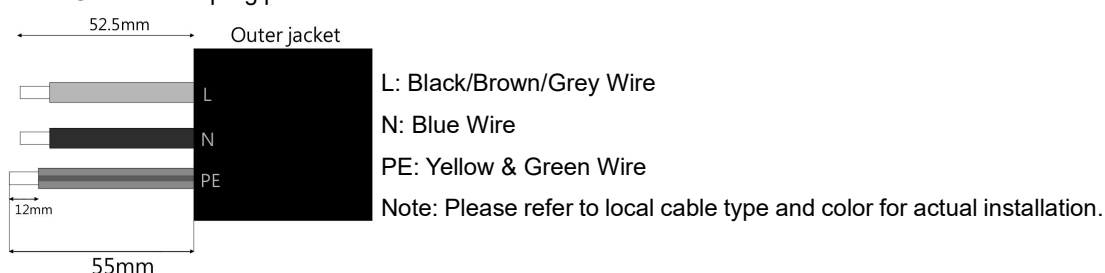 52.5mm
Outer jacket
L
L: Black/Brown/Grey Wire
N
N: Blue Wire
PE
PE: Yellow & Green Wire
12mm
Note: Please refer to local cable type and color for actual installation.
55mm